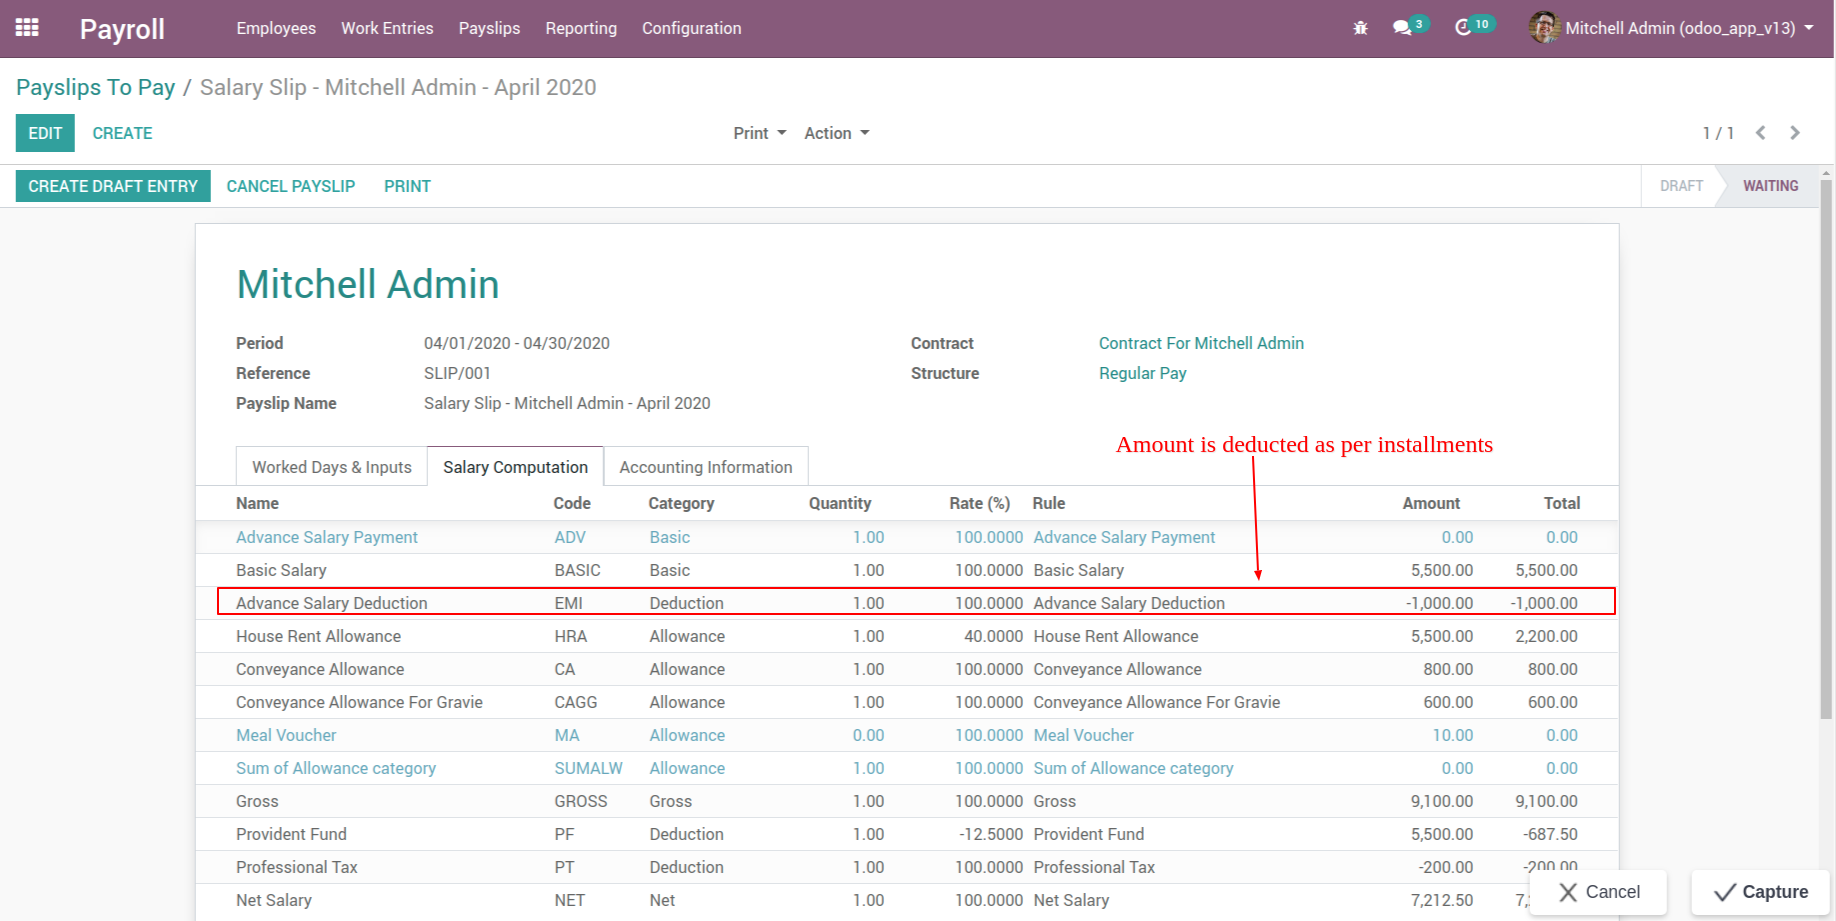 Payroll Employees Work Entries Payslips Reporting Configuration 3 10 Mitchell Admin (odoo_app_v13)
Payslips To Pay / Salary Slip - Mitchell Admin - April 2020
EDIT CREATE Print Action 1 / 1
CREATE DRAFT ENTRY CANCEL PAYSLIP PRINT DRAFT WAITING
Mitchell Admin
Period 04/01/2020 - 04/30/2020 Contract Contract For Mitchell Admin
Reference SLIP/001 Structure Regular Pay
Payslip Name Salary Slip - Mitchell Admin - April 2020
Amount is deducted as per installments
Worked Days & Inputs Salary Computation Accounting Information
Name Code Category Quantity Rate (%) Rule Amount Total
Advance Salary Payment ADV Basic 1.00 100.0000 Advance Salary Payment 0.00 0.00
Basic Salary BASIC Basic 1.00 100.0000 Basic Salary 5,500.00 5,500.00
Advance Salary Deduction EMI Deduction 1.00 100.0000 Advance Salary Deduction -1,000.00 -1,000.00
House Rent Allowance HRA Allowance 1.00 40.0000 House Rent Allowance 5,500.00 2,200.00
Conveyance Allowance CA Allowance 1.00 100.0000 Conveyance Allowance 800.00 800.00
Conveyance Allowance For Gravie CAGG Allowance 1.00 100.0000 Conveyance Allowance For Gravie 600.00 600.00
Meal Voucher MA Allowance 0.00 100.0000 Meal Voucher 10.00 0.00
Sum of Allowance category SUMALW Allowance 1.00 100.0000 Sum of Allowance category 0.00 0.00
Gross GROSS Gross 1.00 100.0000 Gross 9,100.00 9,100.00
Provident Fund PF Deduction 1.00 -12.5000 Provident Fund 5,500.00 -687.50
Professional Tax PT Deduction 1.00 100.0000 Professional Tax -200.00 -200.00
Net Salary NET Net 1.00 100.0000 Net Salary 7,212.50
Cancel Capture